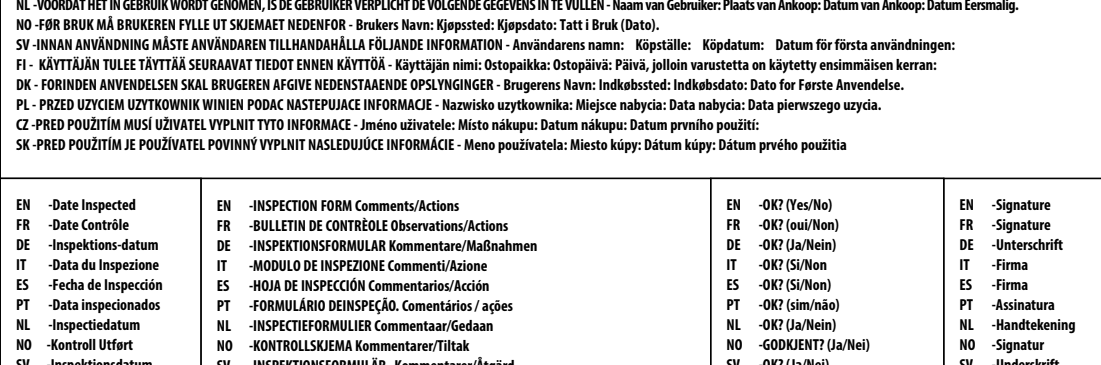 NL -VOORDAT HET IN GEBRUIK WORDT GENOMEN, IS DE GEBRUIKER VERPLICHT DE VOLGENDE GEGEVENS IN TE VULLEN - Naam van Gebruiker: Plaats van Ankoop: Datum van Ankoop: Datum Eersmalig.
NO -FØR BRUK MÅ BRUKEREN FYLLE UT SKJEMAET NEDENFOR - Brukers Navn: Kjøpssted: Kjøpsdato: Tatt i Bruk (Dato).
SV -INNAN ANVÄNDNING MÅSTE ANVÄNDAREN TILLHANDAHÅLLA FÖLJANDE INFORMATION - Användarens namn: Köpställe: Köpdatum: Datum för första användningen:
FI - KÄYTTÄJÄN TULEE TÄYTTÄÄ SEURAAVAT TIEDOT ENNEN KÄYTTÖÄ - Käyttäjän nimi: Ostopaikka: Ostopäivä: Päivä, jolloin varustetta on käytetty ensimmäisen kerran:
DK - FORINDEN ANVENDELSEN SKAL BRUGEREN AFGIVE NEDENSTAAENDE OPSLYNGINGER - Brugerens Navn: Indkøbssted: Indkøbsdato: Dato for Første Anvendelse.
PL - PRZED UZYCIEM UZYTKOWNIK WINIEN PODAC NASTEPUJACE INFORMACJE - Nazwisko uzytkownika: Miejsce nabycia: Data nabycia: Data pierwszego uzycia.
CZ -PRED POUŽITÍM MUSÍ UŽIVATEL VYPLNIT TYTO INFORMACE - Jméno uživatele: Místo nákupu: Datum nákupu: Datum prvního použití:
SK -PRED POUŽITÍM JE POUŽÍVATEL POVINNÝ VYPLNIT NASLEDUJÚCE INFORMÁCIE - Meno používatela: Miesto kúpy: Dátum kúpy: Dátum prvého použitia
EN -Date Inspected
FR -Date Contrôle
DE -Inspektions-datum
IT -Data du Inspezione
ES -Fecha de Inspección
PT -Data inspecionados
NL -Inspectiedatum
NO -Kontroll Utført
SV -Inspektionsdatum
EN -INSPECTION FORM Comments/Actions
FR -BULLETIN DE CONTRÈOLE Observations/Actions
DE -INSPEKTIONSFORMULAR Kommentare/Maßnahmen
IT -MODULO DE INSPEZIONE Commenti/Azione
ES -HOJA DE INSPECCIÓN Commentarios/Acción
PT -FORMULÁRIO DEINSPEÇÃO. Comentários / ações
NL -INSPECTIEFORMULIER Commentaar/Gedaan
NO -KONTROLLSKJEMA Kommentarer/Tiltak
SV -INSPEKTIONSFORMULÄR- Kommentarer/Åtgärd
EN -OK? (Yes/No)
FR -OK? (oui/Non)
DE -OK? (Ja/Nein)
IT -OK? (Si/Non
ES -OK? (Si/Non)
PT -OK? (sim/não)
NL -OK? (Ja/Nein)
NO -GODKJENT? (Ja/Nei)
SV -OK? (Ja/Nej)
EN -Signature
FR -Signature
DE -Unterschrift
IT -Firma
ES -Firma
PT -Assinatura
NL -Handtekening
NO -Signatur
SV -Underskrift